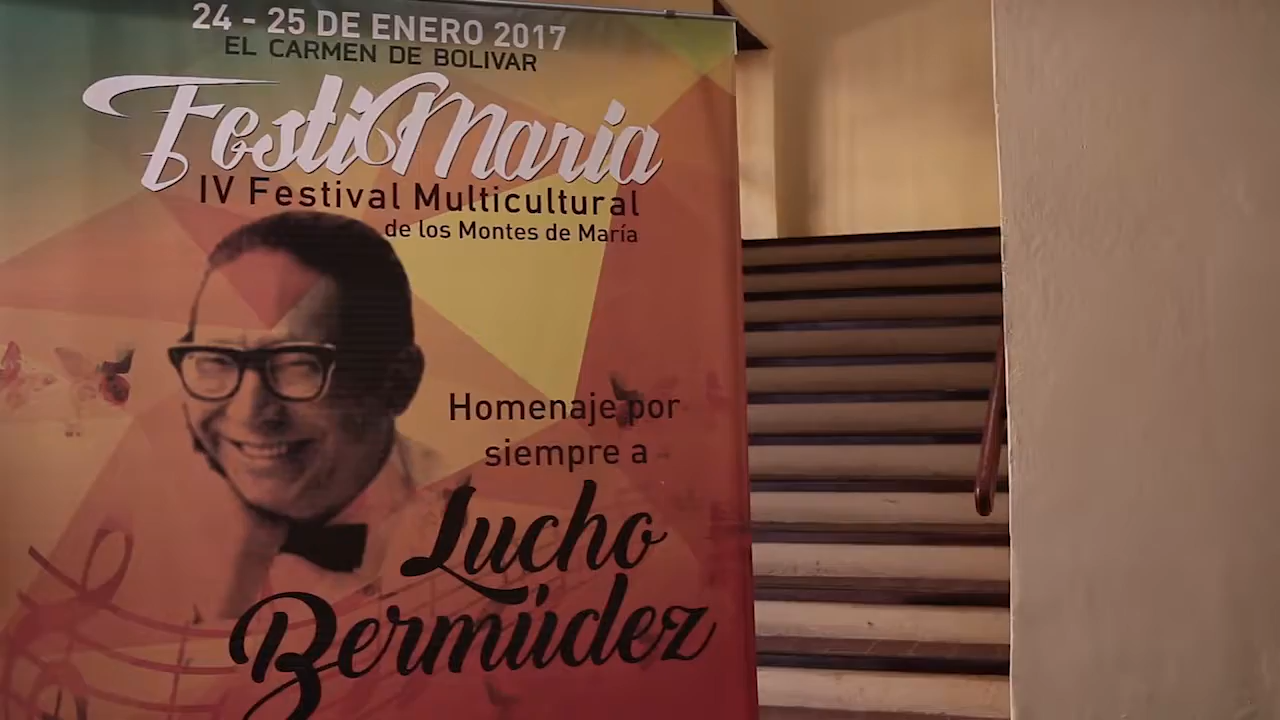 24 - 25 DE ENERO 2017
EL CARMEN DE BOLIVAR
FestiMaria
IV Festival Multicultural
de los Montes de María
Homenaje por
siempre a
Lucho
Bermúdez